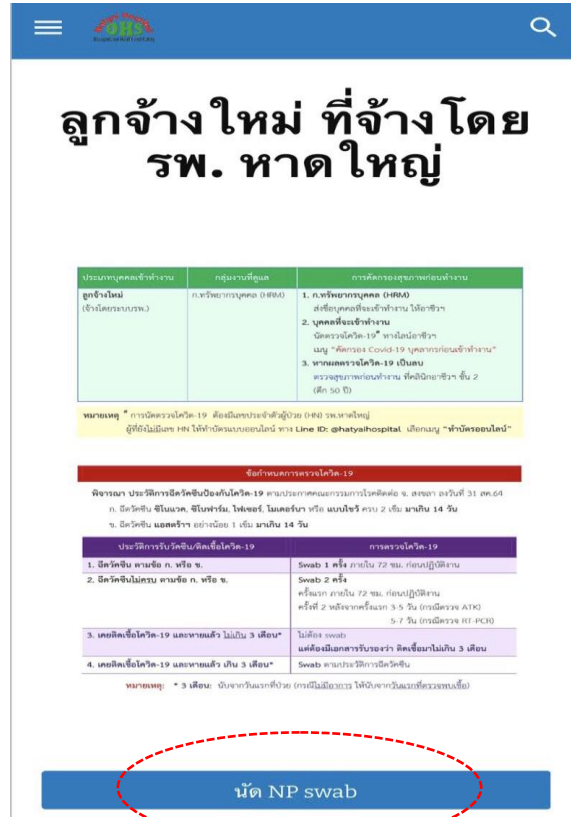 OHS
ลูกจ้างใหม่ ที่จ้างโดย
รพ. หาดใหญ่
ประเภทบุคคลเข้าทำงาน กลุ่มงานที่ดูแล การคัดกรองสุขภาพก่อนทำงาน
ลูกจ้างใหม่ ก.ทรัพยากรบุคคล (HRM) 1. ก.ทรัพยากรบุคคล (HRM)
(จ้างโดยระบบรพ.) ส่งชื่อบุคคลที่จะเข้าทำงาน ให้อาชีวฯ
2. บุคคลที่จะเข้าทำงาน
นัดตรวจโควิด-19* ทางไลน์อาชีวฯ
เมนู "คัดกรอง Covid-19 บุคลากรก่อนเข้าทำงาน"
3. หากผลตรวจโควิด-19 เป็นลบ
ตรวจสุขภาพก่อนทำงาน ที่คลินิกอาชีวฯ ชั้น 2
(ตึก 50 ปี)
หมายเหตุ * การนัดตรวจโควิด-19 ต้องมีเลขประจำตัวผู้ป่วย (HN) รพ.หาดใหญ่
ผู้ที่ยังไม่มีเลข HN ให้ทำบัตรแบบออนไลน์ ทาง Line ID: @hatyaihospital เลือกเมนู "ทำบัตรออนไลน์"
ข้อกำหนดการตรวจโควิด-19
พิจารณา ประวัติการฉีดวัคซีนป้องกันโควิด-19 ตามประกาศคณะกรรมการโรคติดต่อ จ. สงขลา ลงวันที่ 31 สค.64
ก. ฉีดวัคซีน ซิโนแวค, ซิโนฟาร์ม, ไฟเซอร์, โมเดอร์นา หรือ แบบไขว้ ครบ 2 เข็ม มาเกิน 14 วัน
ข. ฉีดวัคซีน แอสตร้าฯ อย่างน้อย 1 เข็ม มาเกิน 14 วัน
ประวัติการรับวัคซีน/ติดเชื้อโควิด-19 การตรวจโควิด-19
1. ฉีดวัคซีน ตามข้อ ก. หรือ ข. Swab 1 ครั้ง ภายใน 72 ชม. ก่อนปฏิบัติงาน
2. ฉีดวัคซีนไม่ครบ ตามข้อ ก. หรือ ข. Swab 2 ครั้ง
ครั้งแรก ภายใน 72 ชม. ก่อนปฏิบัติงาน
ครั้งที่ 2 หลังจากครั้งแรก 3-5 วัน (กรณีตรวจ ATK)
5-7 วัน (กรณีตรวจ RT-PCR)
3. เคยติดเชื้อโควิด-19 และหายแล้ว ไม่เกิน 3 เดือน* ไม่ต้อง swab
แต่ต้องมีเอกสารรับรองว่า ติดเชื้อมาไม่เกิน 3 เดือน
4. เคยติดเชื้อโควิด-19 และหายแล้ว เกิน 3 เดือน* Swab ตามประวัติการฉีดวัคซีน
หมายเหตุ: * 3 เดือน: นับจากวันแรกที่ป่วย (กรณีไม่มีอาการ ให้นับจากวันแรกที่ตรวจพบเชื้อ)
นัด NP swab